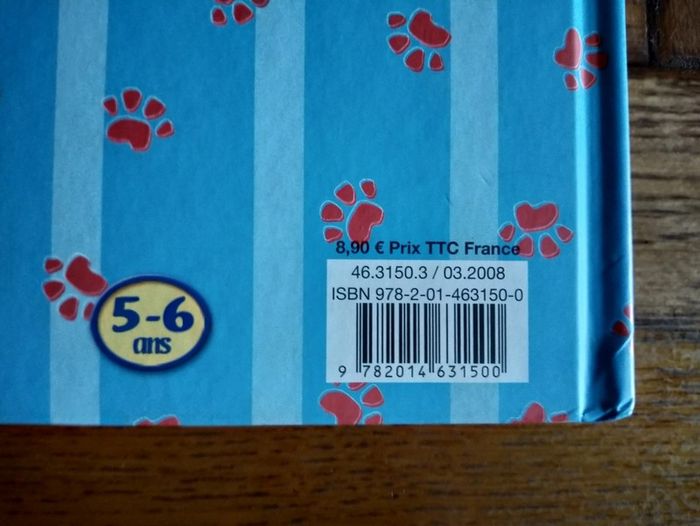 8,90 € Prix TTC France
46.3150.3 / 03.2008
ISBN 978-2-01-463150-0
9 782014 631500
5-6
ans